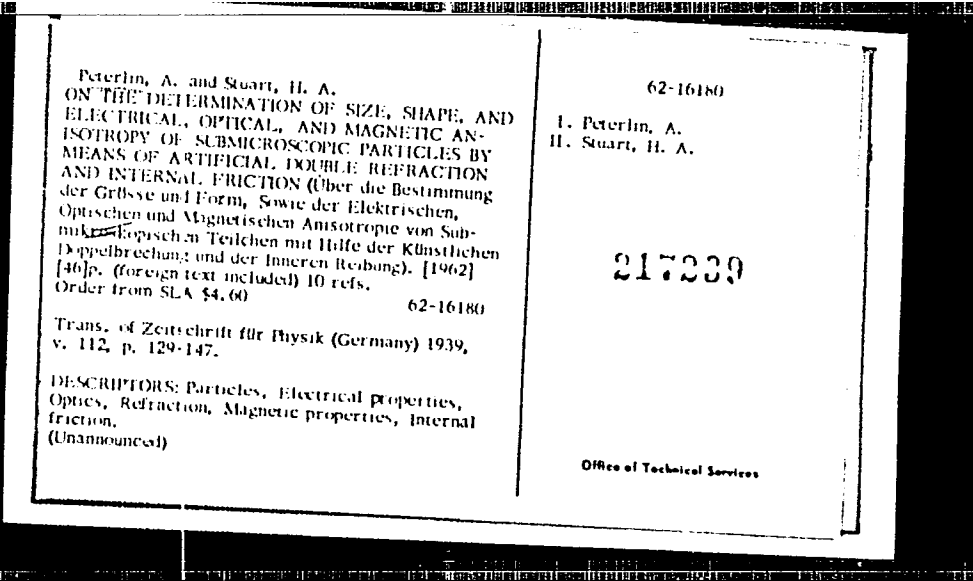 Peterlin, A. and Stuart, H. A.
ON THE DETERMINATION OF SIZE, SHAPE, AND
ELECTRICAL, OPTICAL, AND MAGNETIC AN-
ISOTROPY OF SUBMICROSCOPIC PARTICLES BY
MEANS OF ARTIFICIAL DOUBLE REFRACTION
AND INTERNAL FRICTION (Über die Bestimmung
der Grösse und Form, Sowie der Elektrischen,
Optischen und Magnetischen Anisotropie von Sub-
mikroskopischen Teilchen mit Hilfe der Künstlichen
Doppelbrechung und der Inneren Reibung). [1962]
[46]p. (foreign text included) 10 refs.
Order from SLA $4.60 62-16180
Trans. of Zeitschrift für Physik (Germany) 1939,
v. 112, p. 129-147.
DESCRIPTORS: Particles, Electrical properties,
Optics, Refraction, Magnetic properties, Internal
friction.
(Unannounced)
62-16180
I. Peterlin, A.
II. Stuart, H. A.
217239
Office of Technical Services